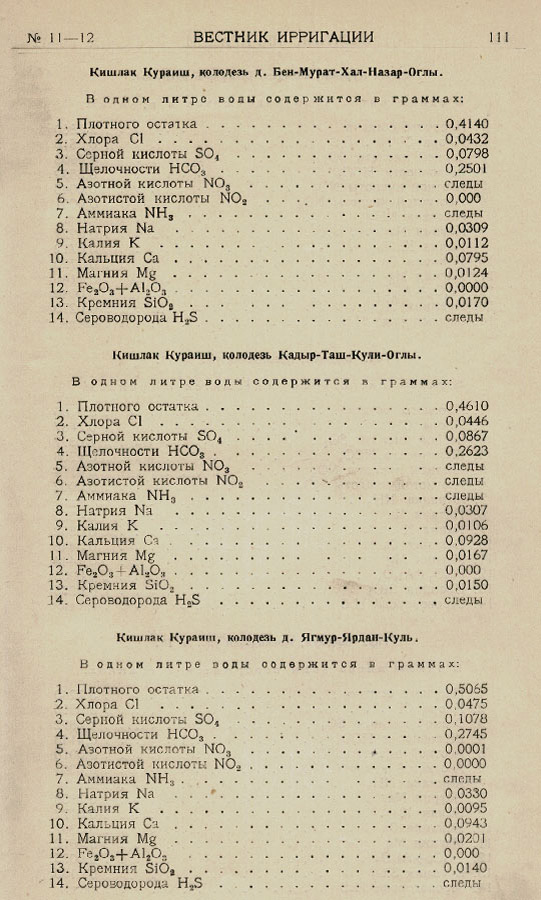 № 11—12 ВЕСТНИК ИРРИГАЦИИ 111
Кишлак Кураиш, колодезь д. Бен-Мурат-Хал-Назар-Оглы.
В одном литре воды содержится в граммах:
1. Плотного остатка . . . . . . . . . . . . . . . . 0,4140
2. Хлора Cl . . . . . . . . . . . . . . . . 0,0432
3. Серной кислоты SO₄ . . . . . . . . . . . . . . 0,0798
4. Щелочности HCO₃ . . . . . . . . . . . . . . 0,2501
5. Азотной кислоты NO₃ . . . . . . . . . . . . . следы
6. Азотистой кислоты NO₂ . . . . . . . . . . . . 0,000
7. Аммиака NH₃ . . . . . . . . . . . . . . . . следы
8. Натрия Na . . . . . . . . . . . . . . . . 0,0309
9. Калия K . . . . . . . . . . . . . . . . 0,0112
10. Кальция Ca . . . . . . . . . . . . . . . . 0,0795
11. Магния Mg . . . . . . . . . . . . . . . . 0,0124
12. Fe₂O₃+Al₂O₃ . . . . . . . . . . . . . . . . 0,0000
13. Кремния SiO₂ . . . . . . . . . . . . . . . . 0,0170
14. Сероводорода H₂S . . . . . . . . . . . . . . следы
Кишлак Кураиш, колодезь Кадыр-Таш-Кули-Оглы.
В одном литре воды содержится в граммах:
1. Плотного остатка . . . . . . . . . . . . . . . . 0,4610
2. Хлора Cl . . . . . . . . . . . . . . . . 0,0446
3. Серной кислоты SO₄ . . . . . . . . . . . . . . 0,0867
4. Щелочности HCO₃ . . . . . . . . . . . . . . 0,2623
5. Азотной кислоты NO₃ . . . . . . . . . . . . . следы
6. Азотистой кислоты NO₂ . . . . . . . . . . . . следы
7. Аммиака NH₃ . . . . . . . . . . . . . . . . следы
8. Натрия Na . . . . . . . . . . . . . . . . 0,0307
9. Калия K . . . . . . . . . . . . . . . . 0,0106
10. Кальция Ca . . . . . . . . . . . . . . . . 0,0928
11. Магния Mg . . . . . . . . . . . . . . . . 0,0167
12. Fe₂O₃+Al₂O₃ . . . . . . . . . . . . . . . . 0,000
13. Кремния SiO₂ . . . . . . . . . . . . . . . . 0,0150
14. Сероводорода H₂S . . . . . . . . . . . . . . следы
Кишлак Кураиш, колодезь д. Ягмур-Ярдан-Куль.
В одном литре воды содержится в граммах:
1. Плотного остатка . . . . . . . . . . . . . . . . 0,5065
2. Хлора Cl . . . . . . . . . . . . . . . . 0,0475
3. Серной кислоты SO₄ . . . . . . . . . . . . . . 0,1078
4. Щелочности HCO₃ . . . . . . . . . . . . . . 0,2745
5. Азотной кислоты NO₃ . . . . . . . . . . . . . 0,0001
6. Азотистой кислоты NO₂ . . . . . . . . . . . . 0,0000
7. Аммиака NH₃ . . . . . . . . . . . . . . . . следы
8. Натрия Na . . . . . . . . . . . . . . . . 0,0330
9. Калия K . . . . . . . . . . . . . . . . 0,0095
10. Кальция Ca . . . . . . . . . . . . . . . . 0,0943
11. Магния Mg . . . . . . . . . . . . . . . . 0,0201
12. Fe₂O₃+Al₂O₃ . . . . . . . . . . . . . . . . 0,000
13. Кремния SiO₂ . . . . . . . . . . . . . . . . 0,0140
14. Сероводорода H₂S . . . . . . . . . . . . . . следы